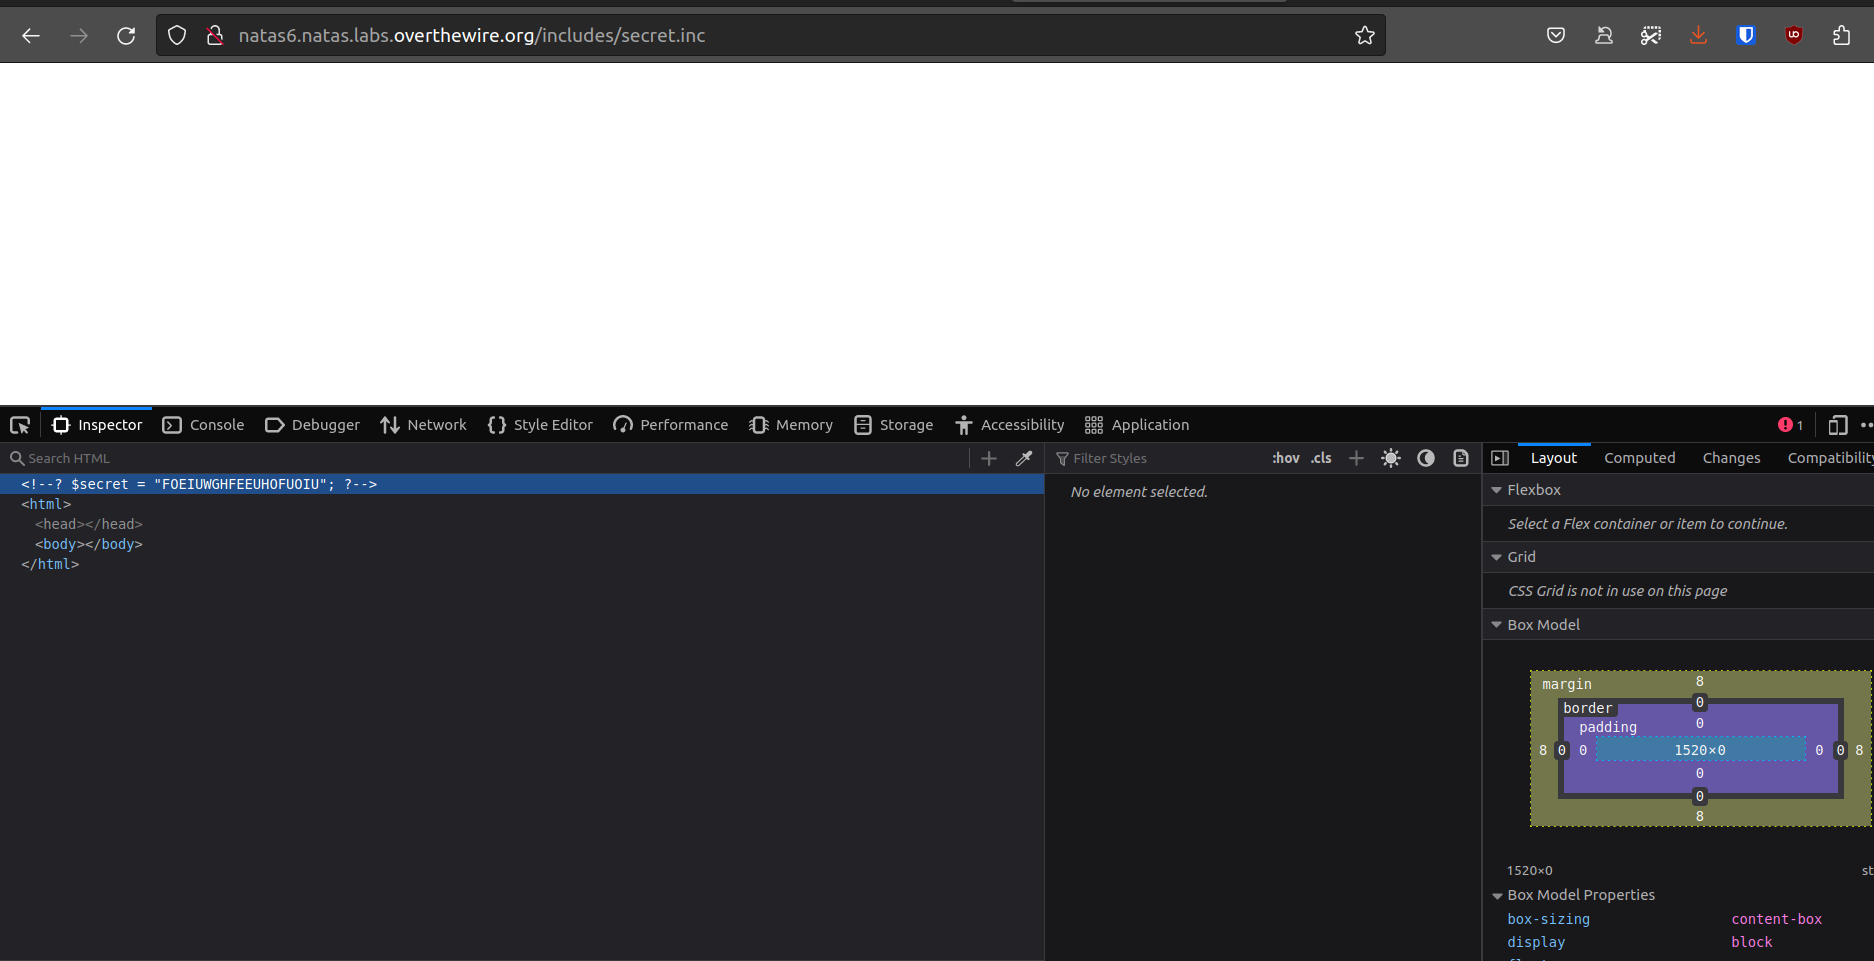 natas6.natas.labs.overthewire.org/includes/secret.inc
Inspector Console Debugger Network Style Editor Performance Memory Storage Accessibility Application 1
Search HTML
Filter Styles :hov .cls
Layout Computed Changes Compatibility
<!--? $secret = "FOEIUWGHFEEUHOFUOIU"; ?-->
<html>
<head></head>
<body></body>
</html>
No element selected.
Flexbox
Select a Flex container or item to continue.
Grid
CSS Grid is not in use on this page
Box Model
margin 8
border 0
padding 0
8 0 0 1520×0 0 0 8
0
0
8
1520×0 st
Box Model Properties
box-sizing content-box
display block